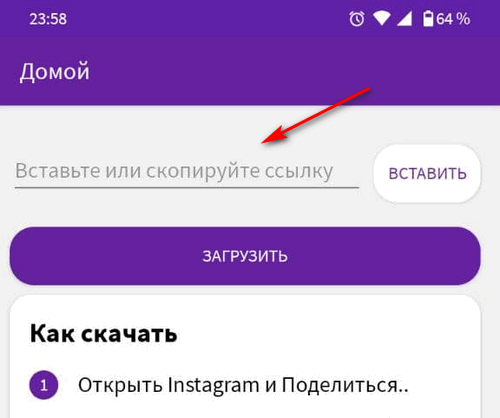 23:58
64 %
Домой
Вставьте или скопируйте ссылку
ВСТАВИТЬ
ЗАГРУЗИТЬ
Как скачать
1 Открыть Instagram и Поделиться..